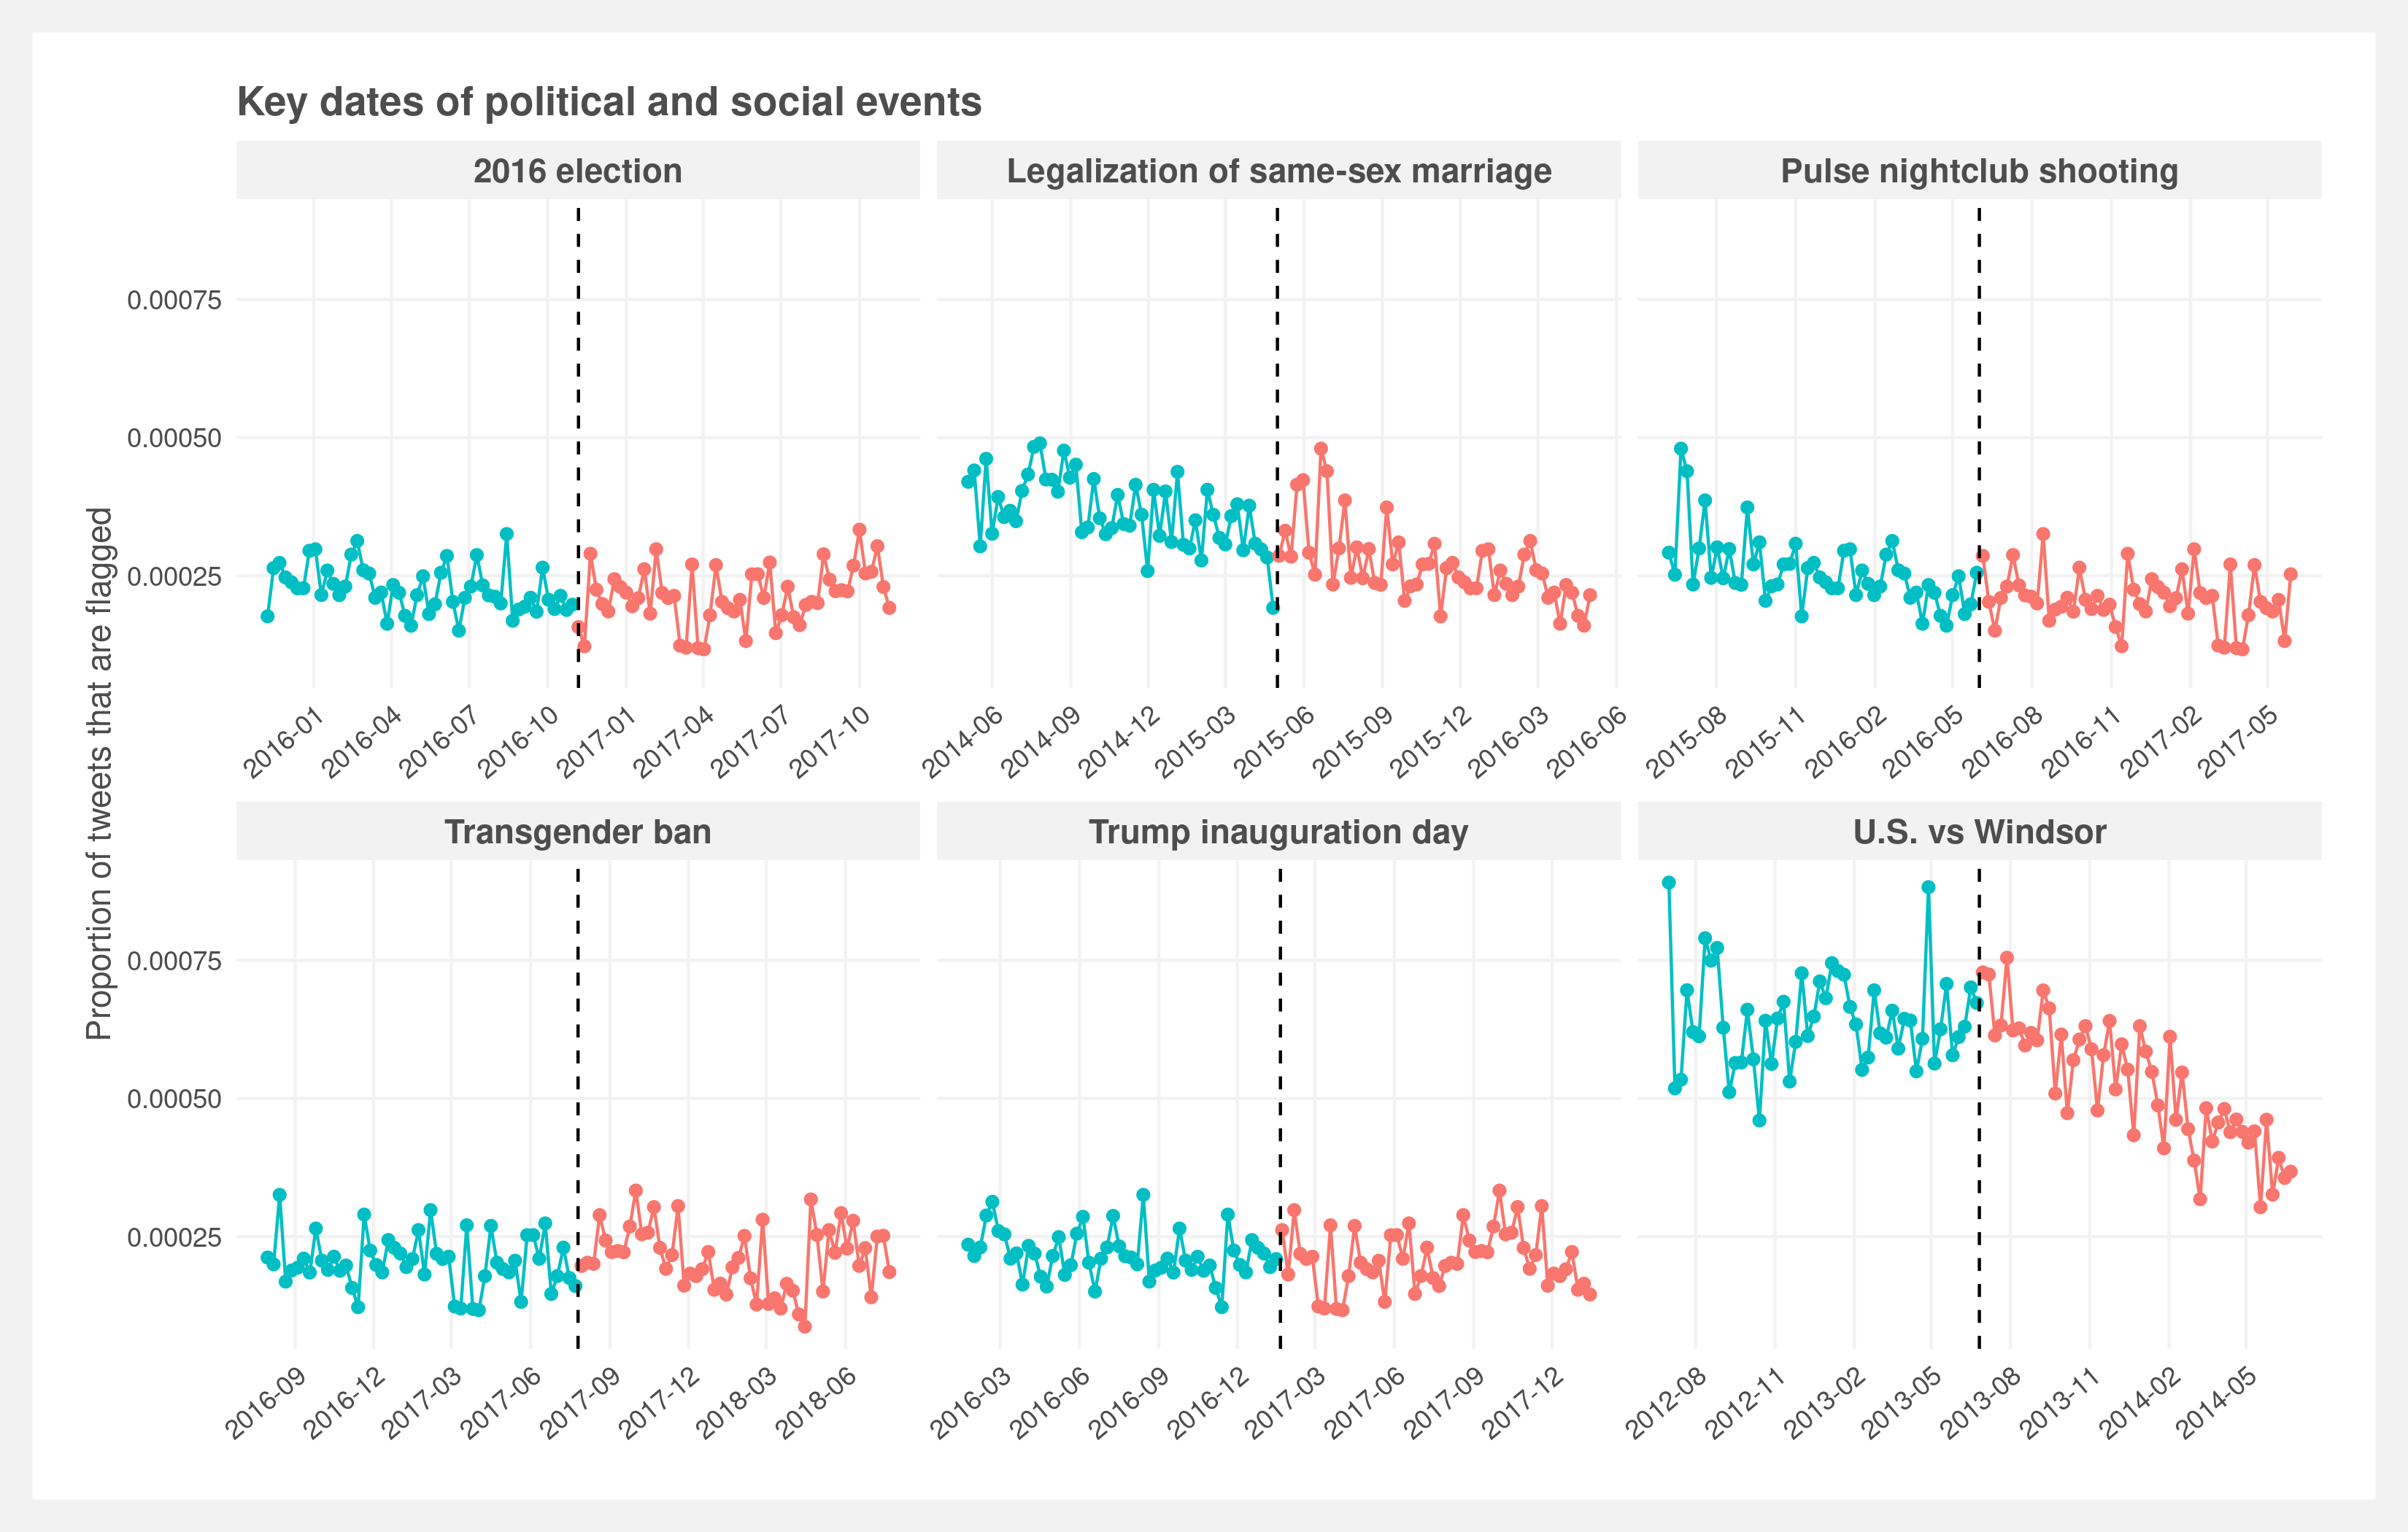 Key dates of political and social events
Proportion of tweets that are flagged
2016 election
Legalization of same-sex marriage
Pulse nightclub shooting
0.00075
0.00050
0.00025
2016-01 2016-04 2016-07 2016-10 2017-01 2017-04 2017-07 2017-10
2014-06 2014-09 2014-12 2015-03 2015-06 2015-09 2015-12 2016-03 2016-06
2015-08 2015-11 2016-02 2016-05 2016-08 2016-11 2017-02 2017-05
Transgender ban
Trump inauguration day
U.S. vs Windsor
0.00075
0.00050
0.00025
2016-09 2016-12 2017-03 2017-06 2017-09 2017-12 2018-03 2018-06
2016-03 2016-06 2016-09 2016-12 2017-03 2017-06 2017-09 2017-12
2012-08 2012-11 2013-02 2013-05 2013-08 2013-11 2014-02 2014-05